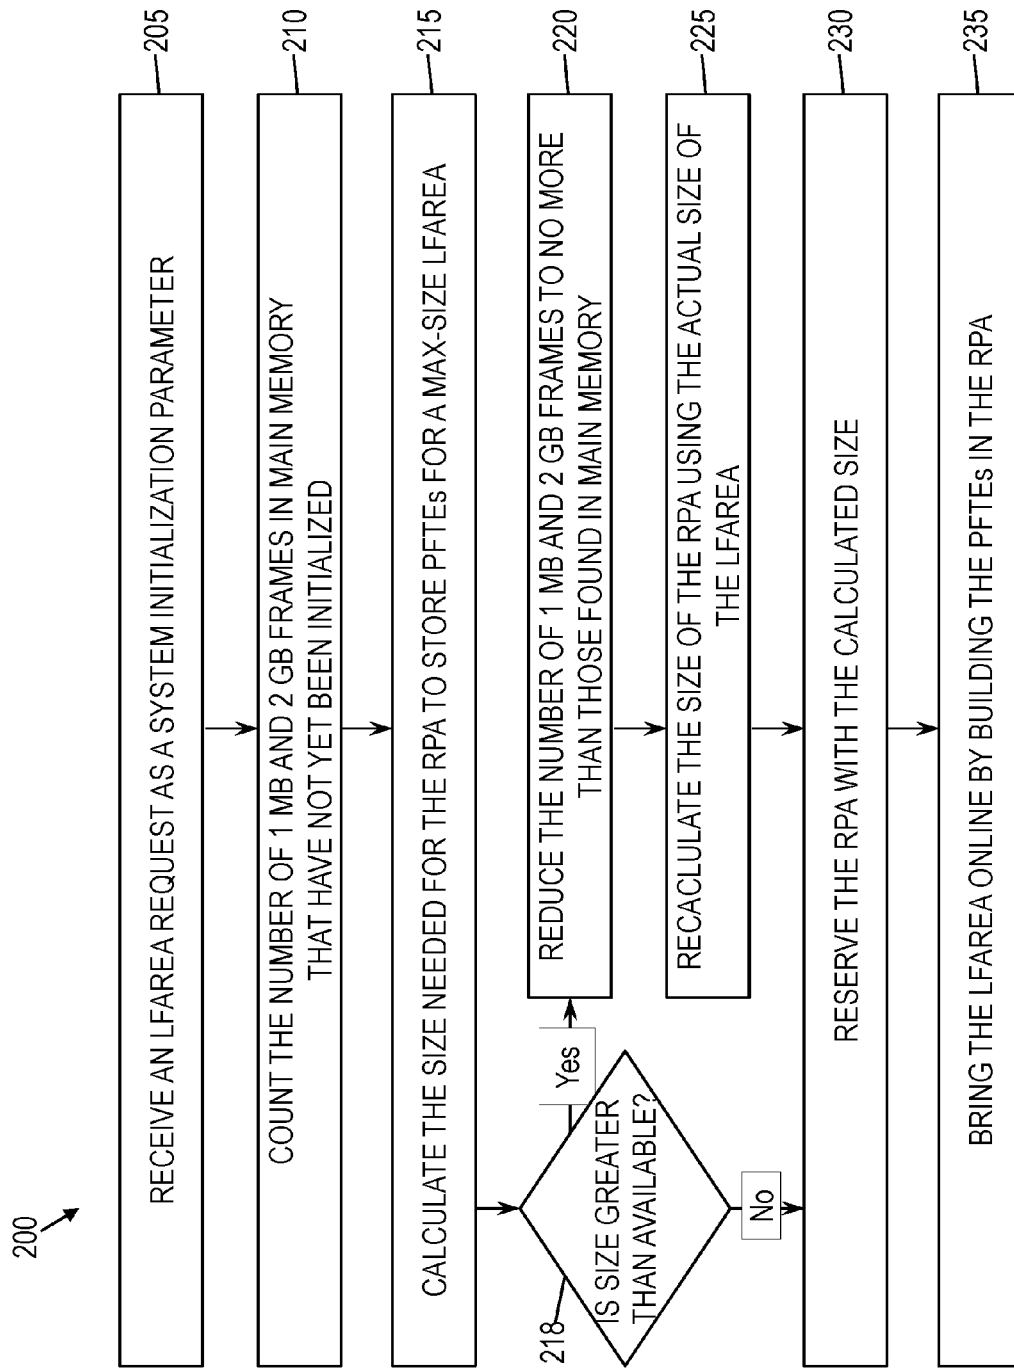 200
RECEIVE AN LFAREA REQUEST AS A SYSTEM INITIALIZATION PARAMETER
205
COUNT THE NUMBER OF 1 MB AND 2 GB FRAMES IN MAIN MEMORY
THAT HAVE NOT YET BEEN INITIALIZED
210
CALCULATE THE SIZE NEEDED FOR THE RPA TO STORE PFTEs FOR A MAX-SIZE LFAREA
215
218
IS SIZE GREATER
THAN AVAILABLE?
Yes
No
REDUCE THE NUMBER OF 1 MB AND 2 GB FRAMES TO NO MORE
THAN THOSE FOUND IN MAIN MEMORY
220
RECACLULATE THE SIZE OF THE RPA USING THE ACTUAL SIZE OF
THE LFAREA
225
RESERVE THE RPA WITH THE CALCULATED SIZE
230
BRING THE LFAREA ONLINE BY BUILDING THE PFTEs IN THE RPA
235